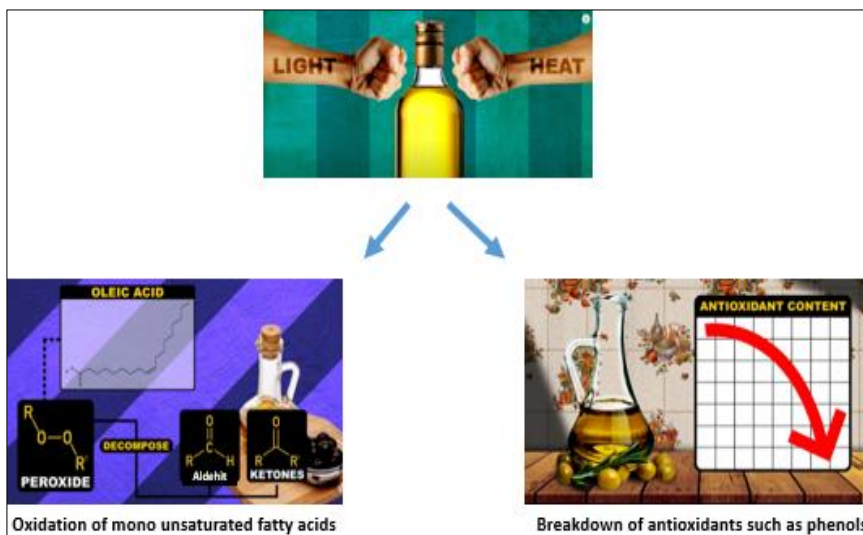 LIGHT
HEAT
OLEIC ACID
R
O-O
R'
PEROXIDE
DECOMPOSE
O
R C H
Aldehit
O
R R'
KETONES
ANTIOXIDANT CONTENT
Oxidation of mono unsaturated fatty acids
Breakdown of antioxidants such as phenols